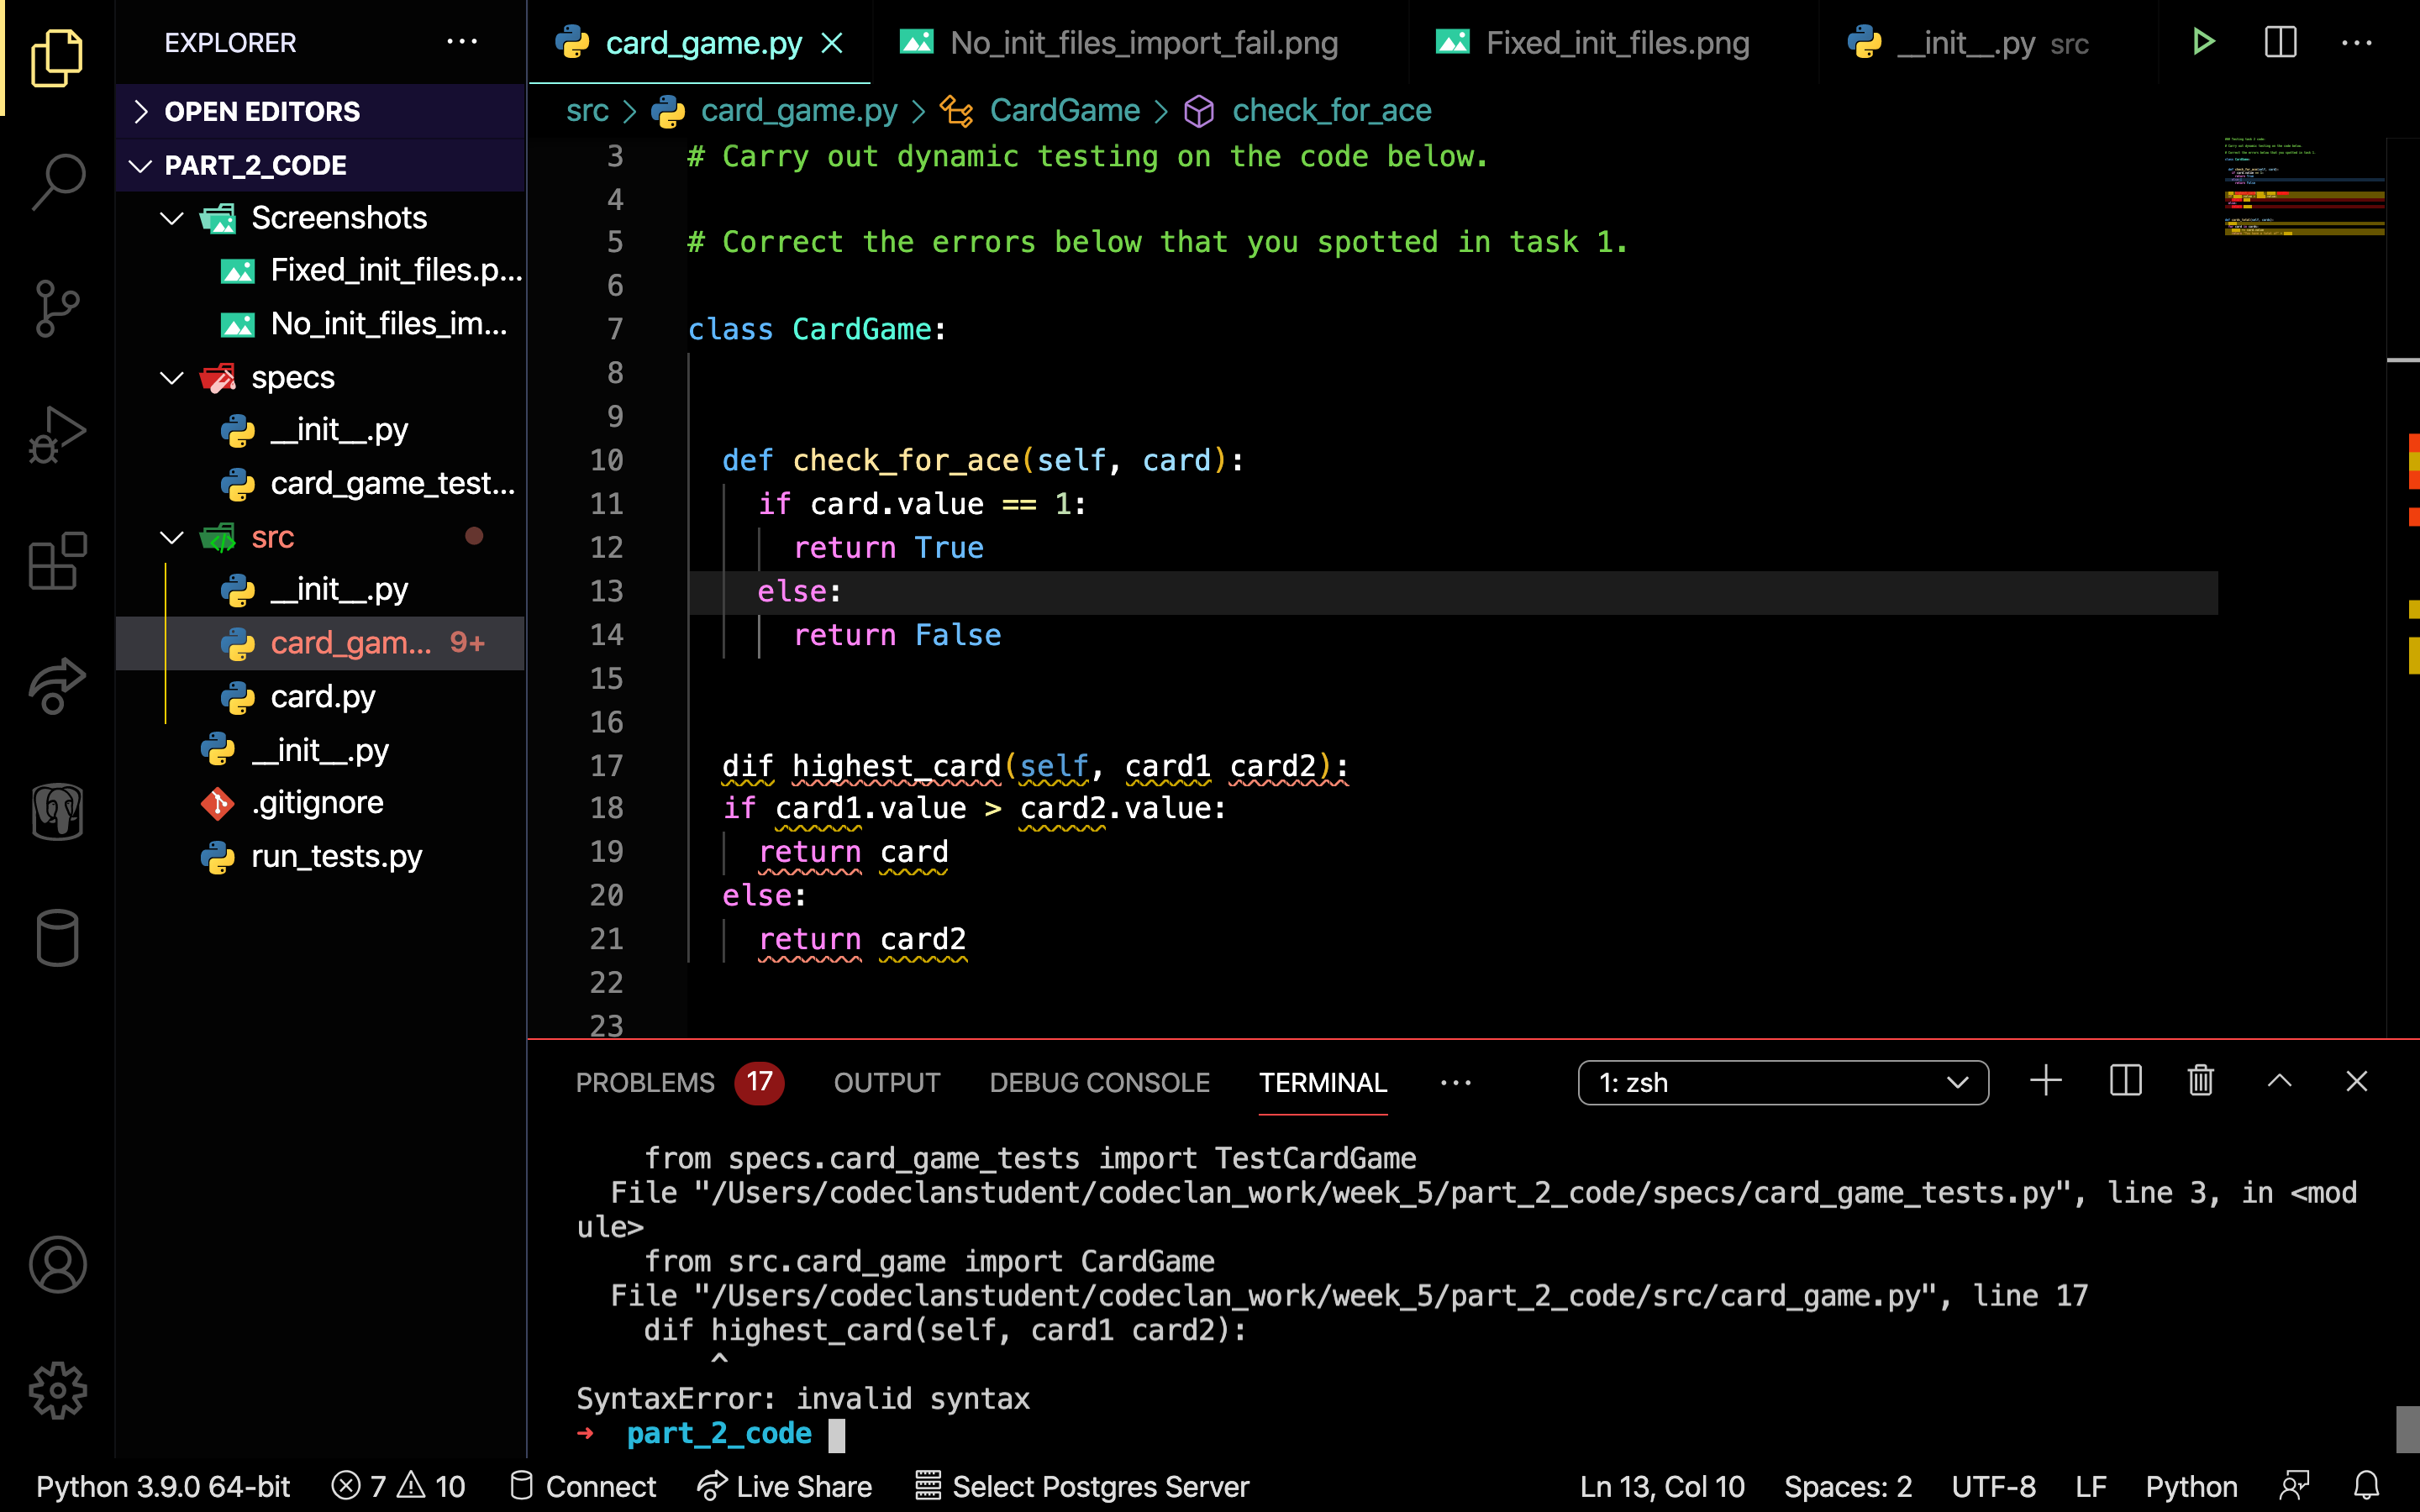 EXPLORER
OPEN EDITORS
PART_2_CODE
Screenshots
Fixed_init_files.p...
No_init_files_im...
specs
__init__.py
card_game_test...
src
__init__.py
card_gam... 9+
card.py
__init__.py
.gitignore
run_tests.py
card_game.py
No_init_files_import_fail.png
Fixed_init_files.png
__init__.py src
src > card_game.py > CardGame > check_for_ace
3 # Carry out dynamic testing on the code below.
4
5 # Correct the errors below that you spotted in task 1.
6
7 class CardGame:
8
9
10 def check_for_ace(self, card):
11 if card.value == 1:
12 return True
13 else:
14 return False
15
16
17 dif highest_card(self, card1 card2):
18 if card1.value > card2.value:
19 return card
20 else:
21 return card2
22
23
PROBLEMS 17 OUTPUT DEBUG CONSOLE TERMINAL 1: zsh
from specs.card_game_tests import TestCardGame
File "/Users/codeclanstudent/codeclan_work/week_5/part_2_code/specs/card_game_tests.py", line 3, in <mod
ule>
from src.card_game import CardGame
File "/Users/codeclanstudent/codeclan_work/week_5/part_2_code/src/card_game.py", line 17
dif highest_card(self, card1 card2):
^
SyntaxError: invalid syntax
→ part_2_code
Python 3.9.0 64-bit 7 10 Connect Live Share Select Postgres Server Ln 13, Col 10 Spaces: 2 UTF-8 LF Python